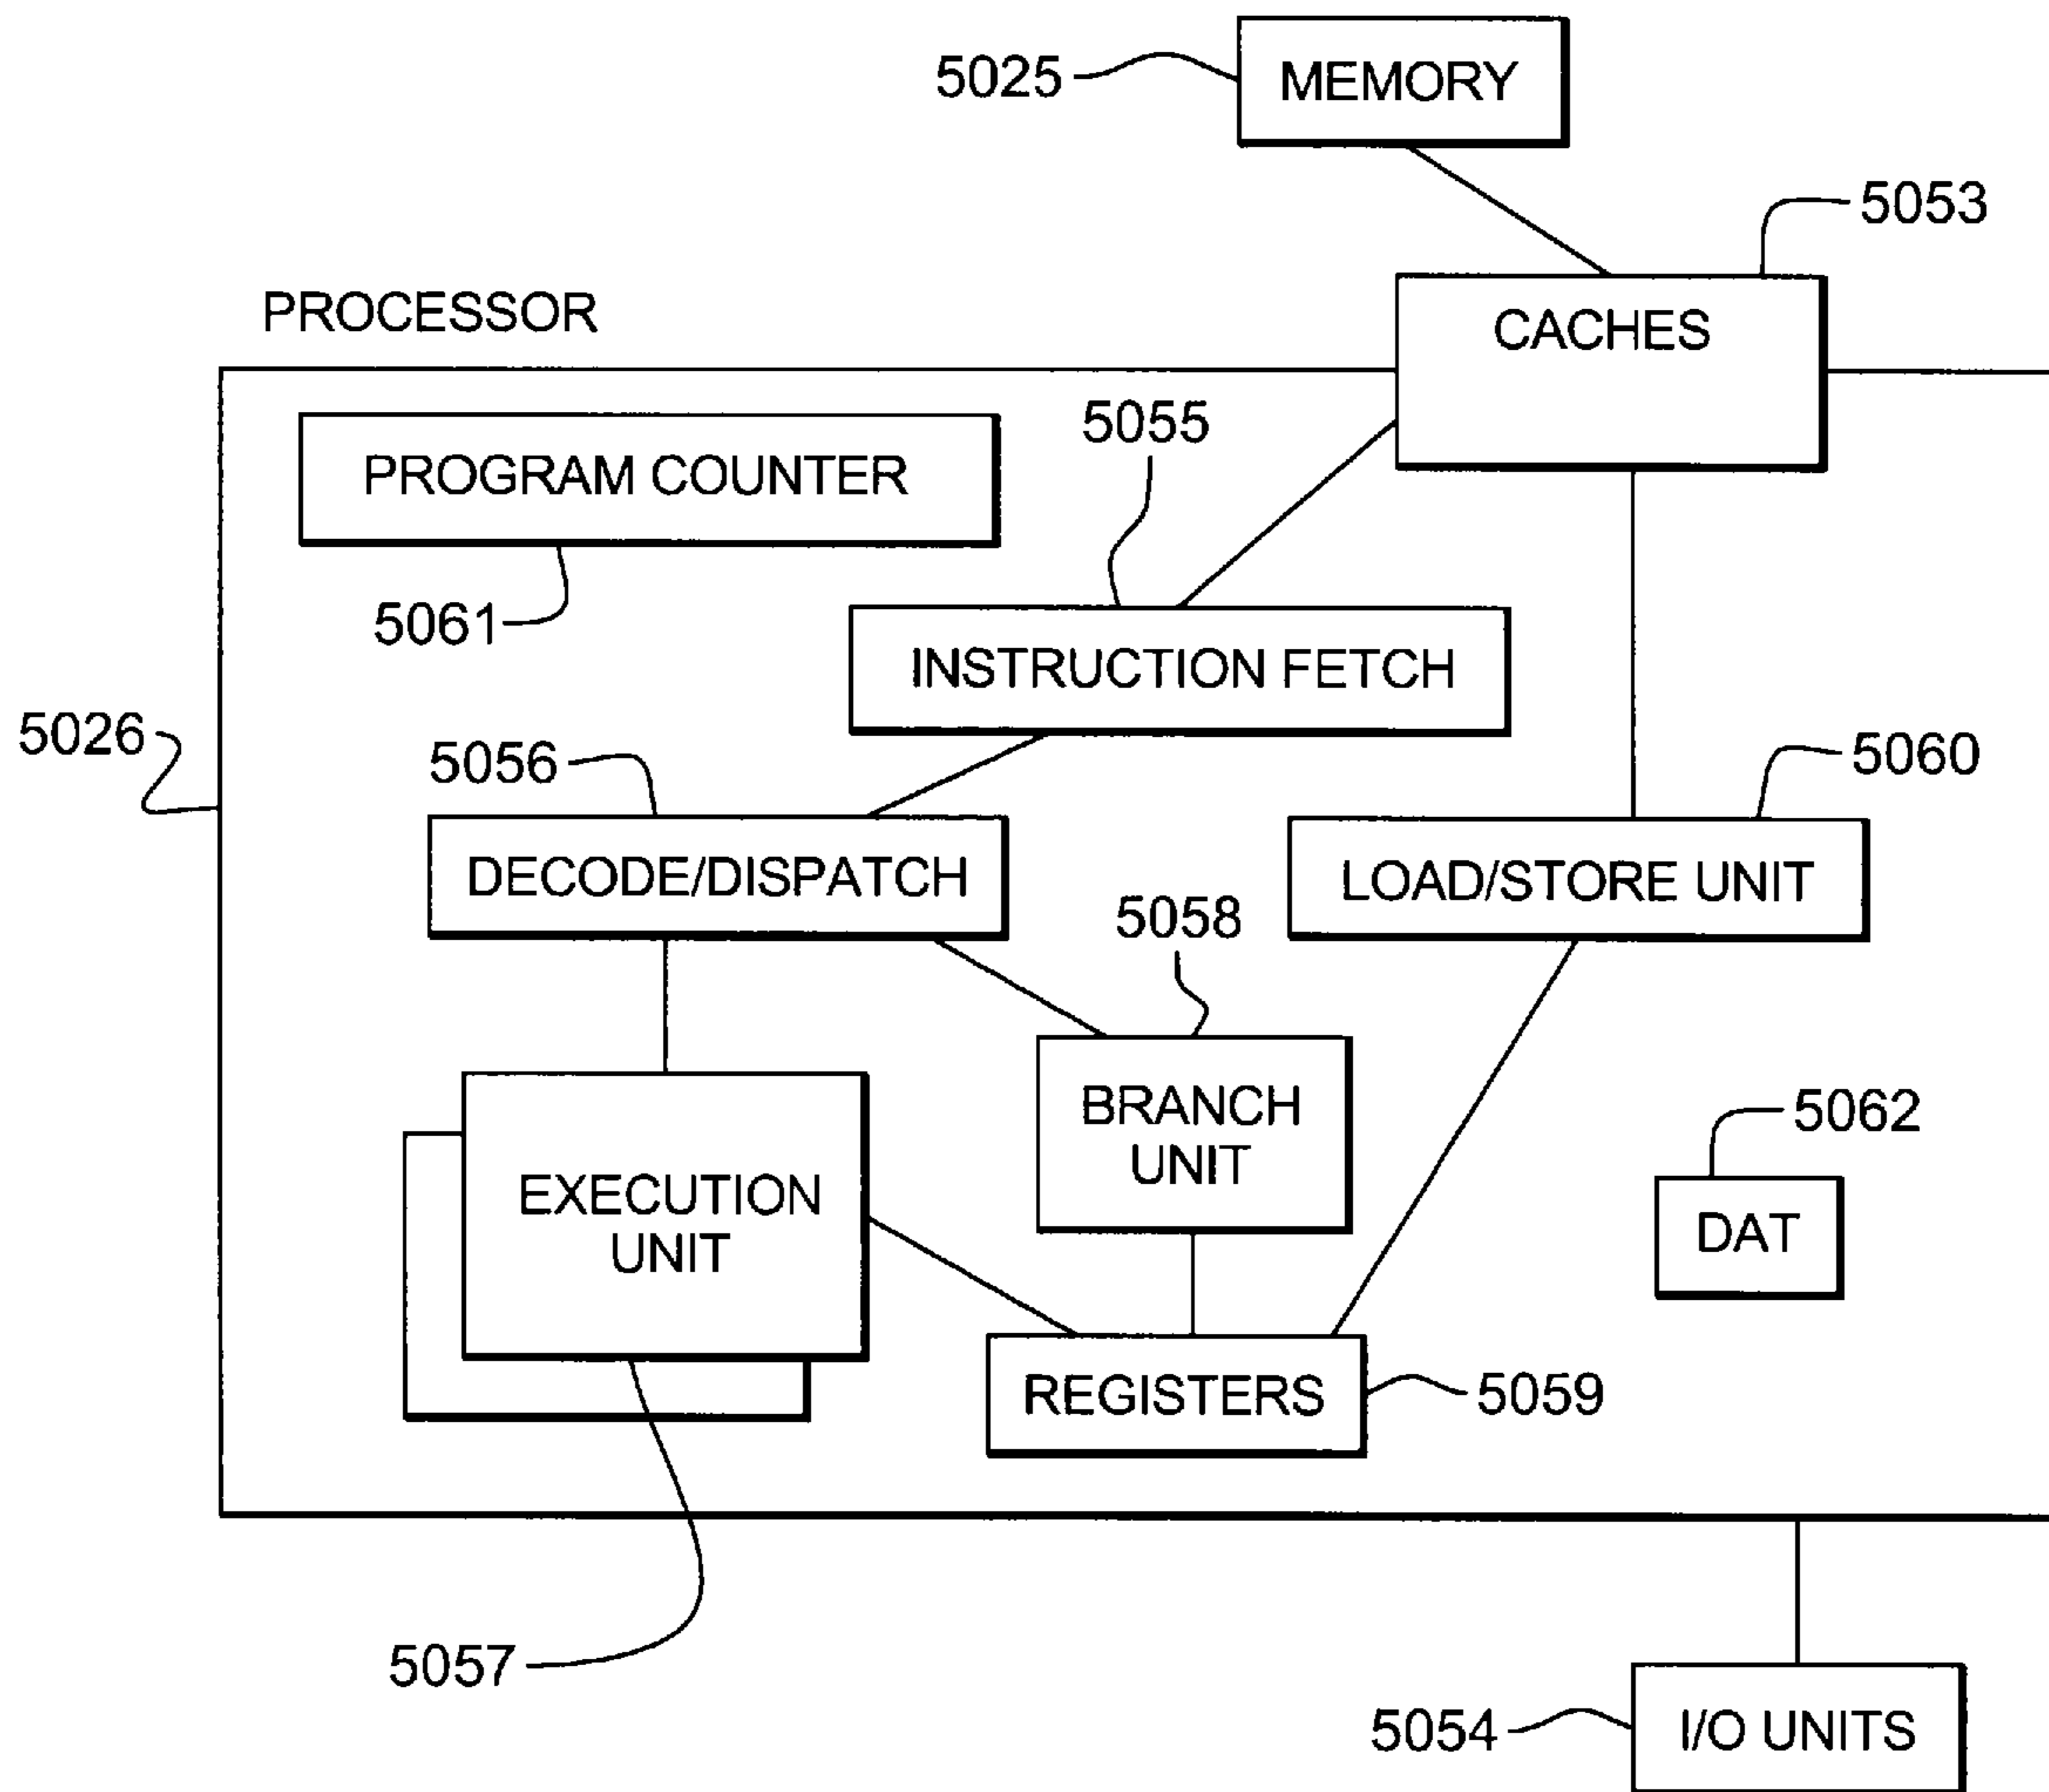 MEMORY
5025
5053
CACHES
PROCESSOR
5055
PROGRAM COUNTER
5061
INSTRUCTION FETCH
5026
5056
5060
DECODE/DISPATCH
LOAD/STORE UNIT
5058
BRANCH
UNIT
5062
EXECUTION
UNIT
DAT
REGISTERS
5059
5057
5054
I/O UNITS